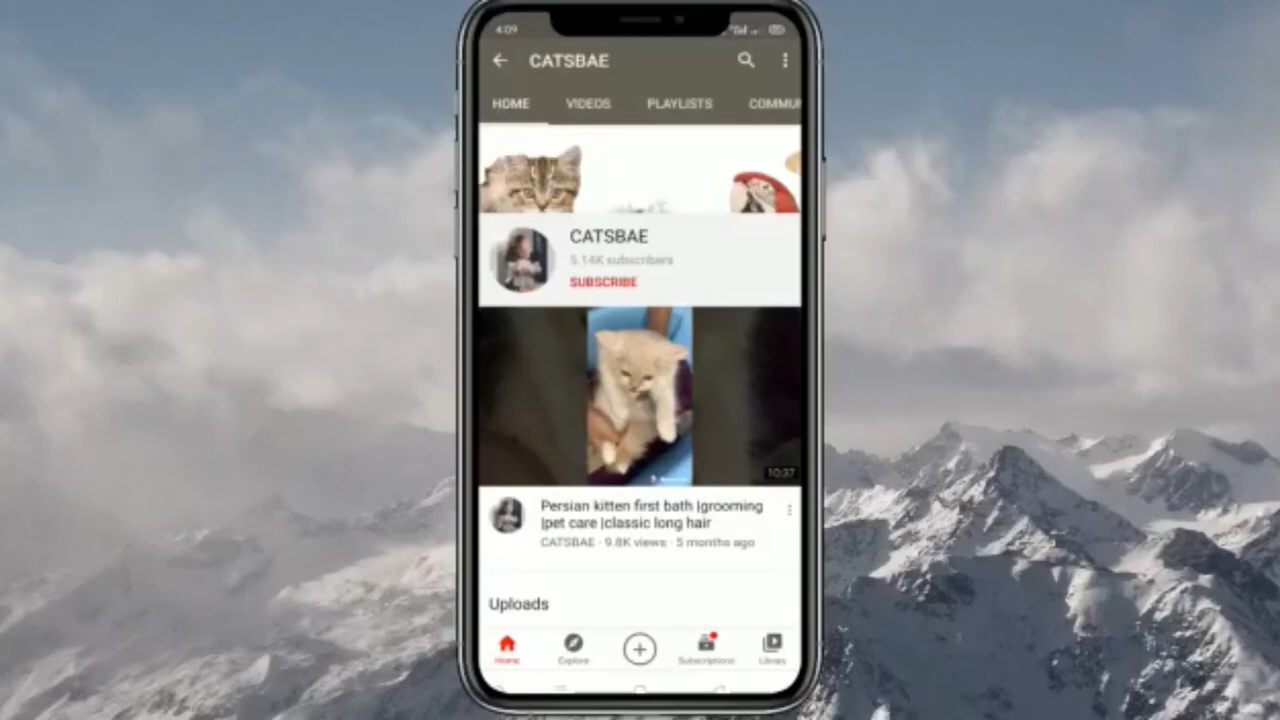 4:09
CATSBAE
HOME VIDEOS PLAYLISTS COMMU
CATSBAE
5.14K subscribers
SUBSCRIBE
10:37
Persian kitten first bath |grooming
|pet care |classic long hair
CATSBAE · 9.8K views · 5 months ago
Uploads
Home Explore Subscriptions Library